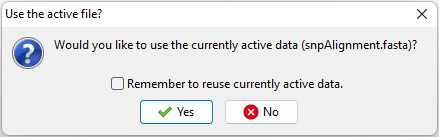 Use the active file?
Would you like to use the currently active data (snpAlignment.fasta)?
Remember to reuse currently active data.
Yes
No